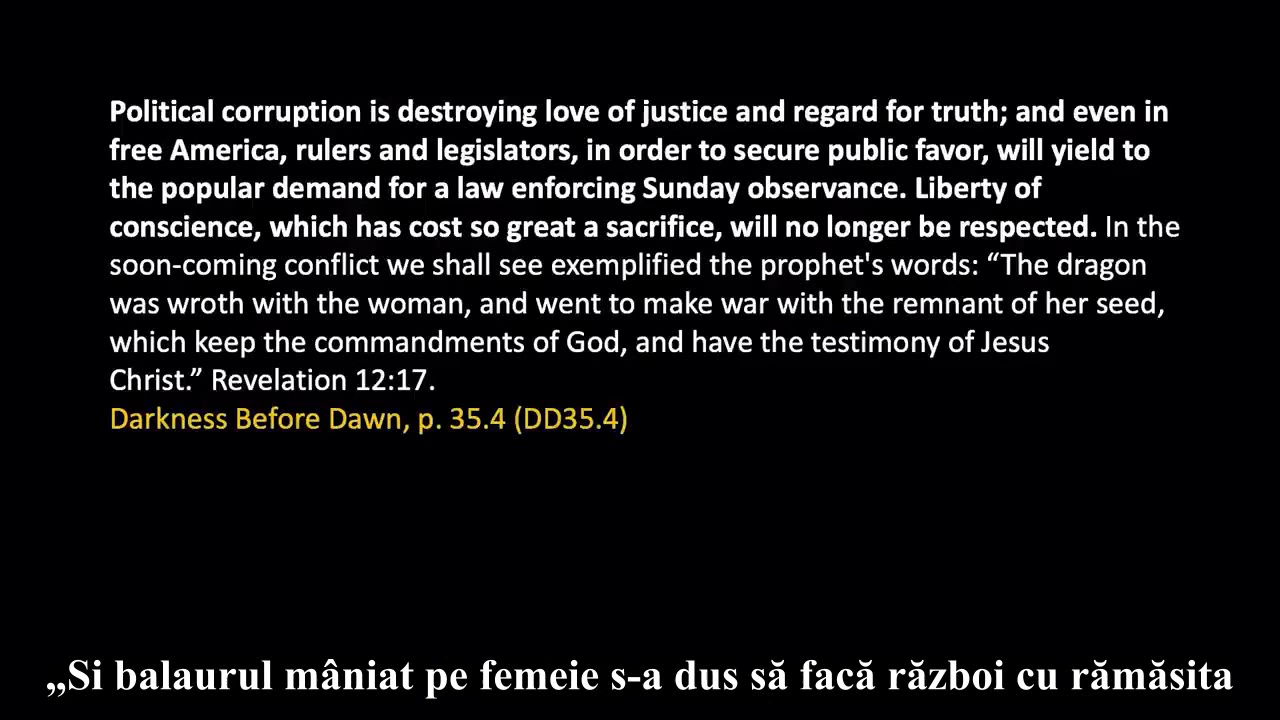 Political corruption is destroying love of justice and regard for truth; and even in
free America, rulers and legislators, in order to secure public favor, will yield to
the popular demand for a law enforcing Sunday observance. Liberty of
conscience, which has cost so great a sacrifice, will no longer be respected. In the
soon-coming conflict we shall see exemplified the prophet's words: “The dragon
was wroth with the woman, and went to make war with the remnant of her seed,
which keep the commandments of God, and have the testimony of Jesus
Christ.” Revelation 12:17.
Darkness Before Dawn, p. 35.4 (DD35.4)
„Si balaurul mâniat pe femeie s-a dus să facă război cu rămăsita